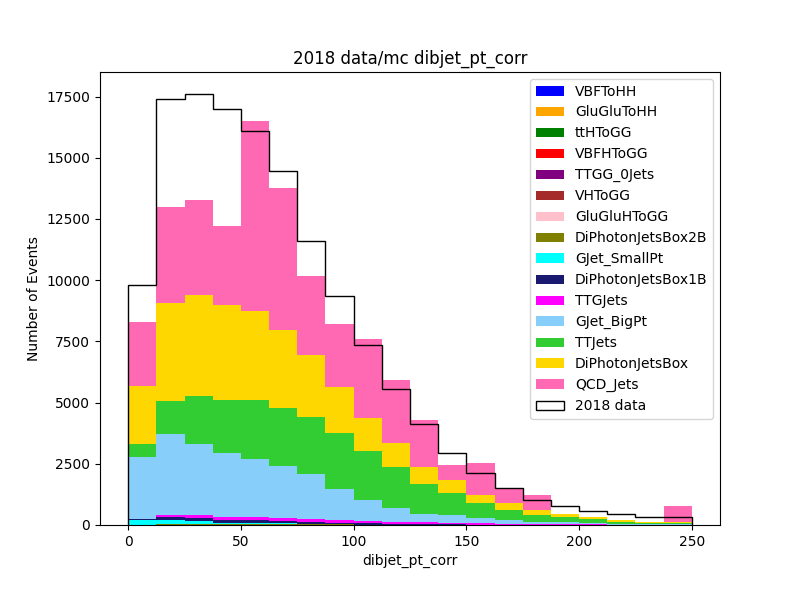 2018 data/mc dibjet_pt_corr
Number of Events
17500
15000
12500
10000
7500
5000
2500
0
0
50
100
150
200
250
dibjet_pt_corr
VBFToHH
GluGluToHH
ttHToGG
VBFHToGG
TTGG_0Jets
VHToGG
GluGluHToGG
DiPhotonJetsBox2B
GJet_SmallPt
DiPhotonJetsBox1B
TTGJets
GJet_BigPt
TTJets
DiPhotonJetsBox
QCD_Jets
2018 data